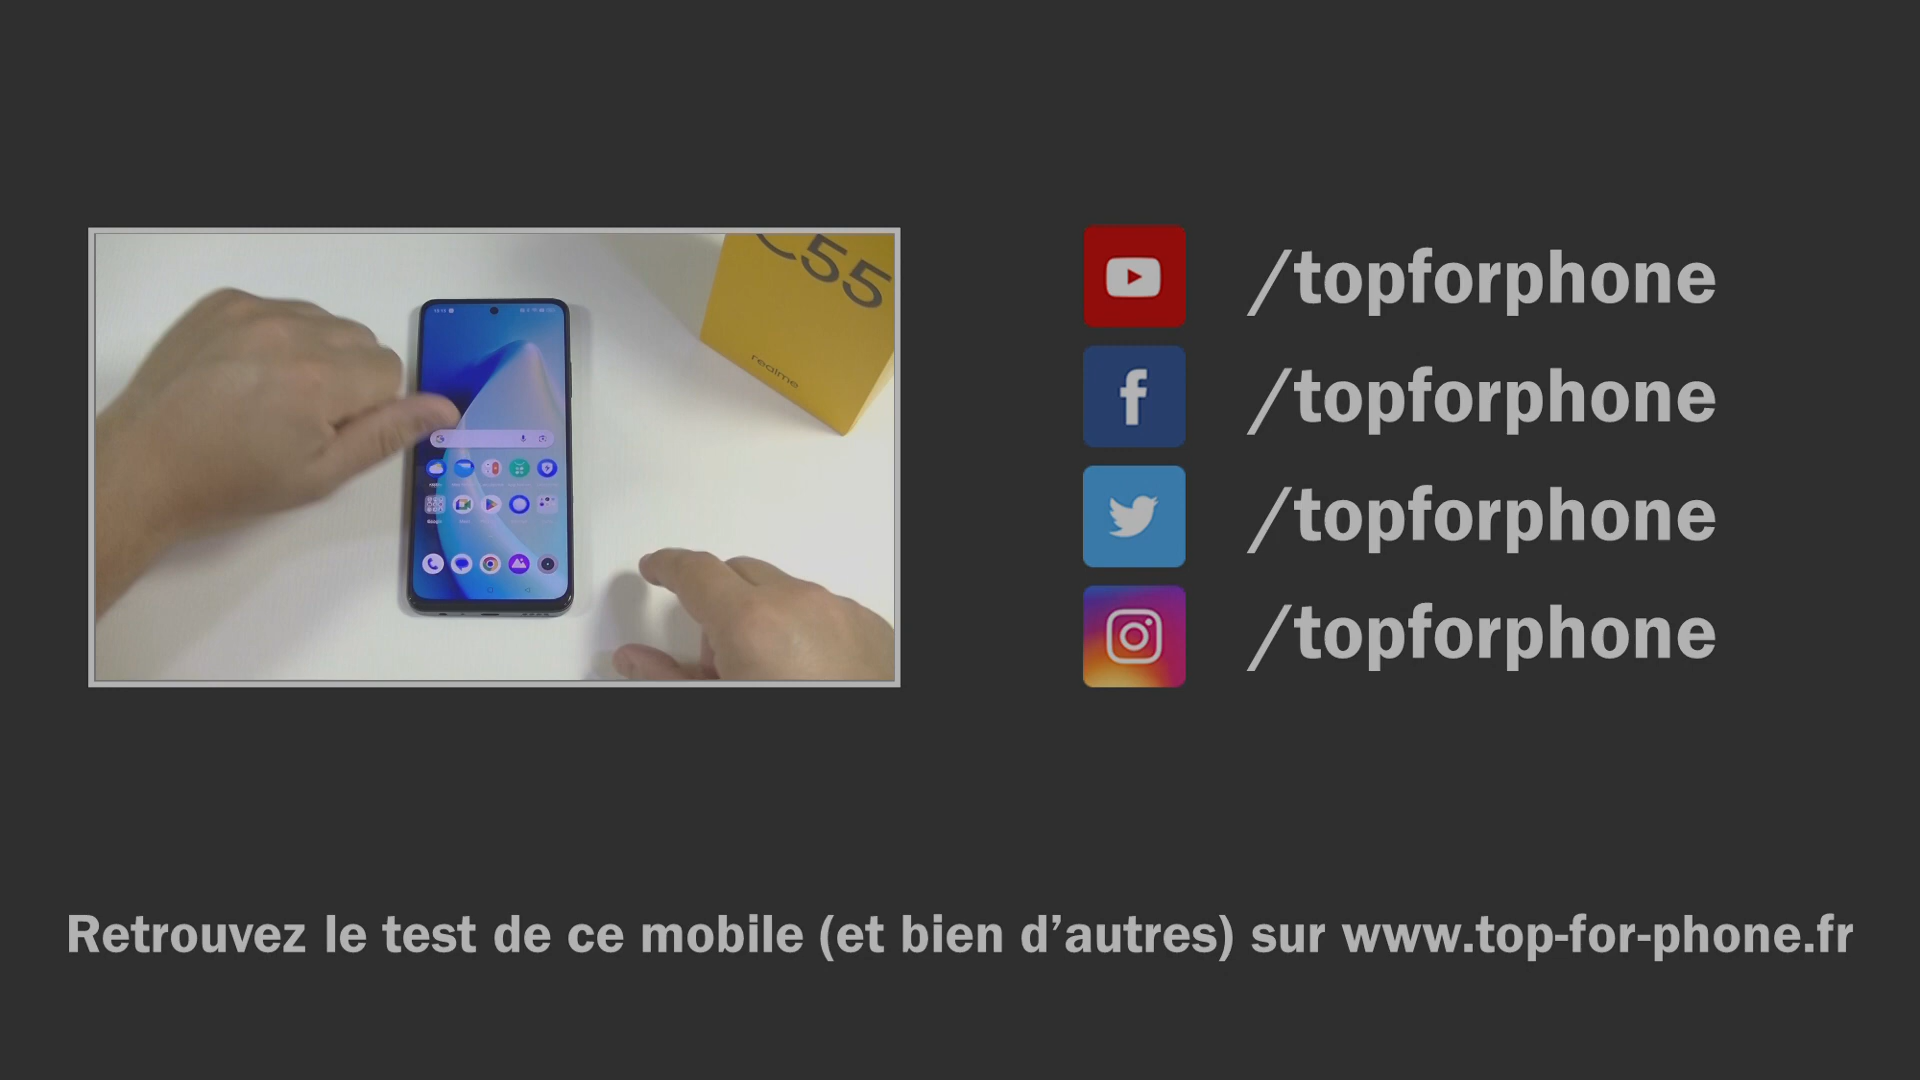 C55
realme
/topforphone
/topforphone
/topforphone
/topforphone
Retrouvez le test de ce mobile (et bien d’autres) sur www.top-for-phone.fr